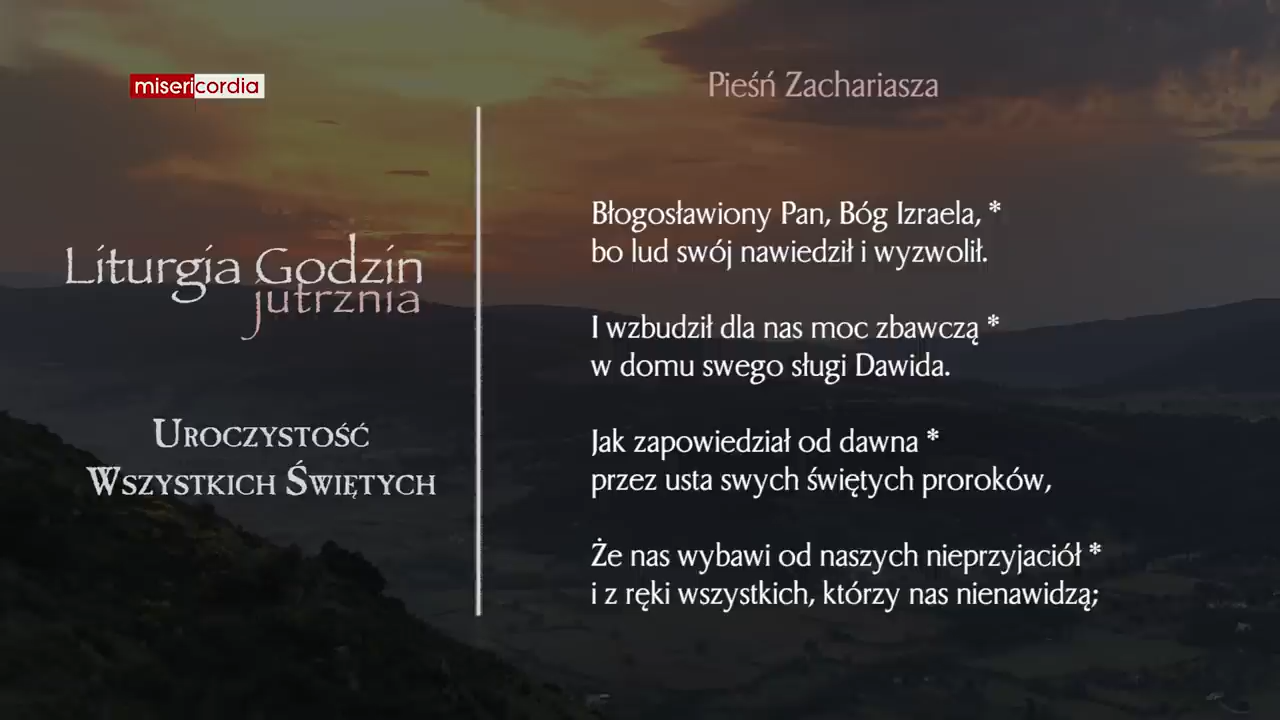 misericordia
Liturgia Godzin
jutrznia
Uroczystość
Wszystkich Świętych
Pieśń Zachariasza
Błogosławiony Pan, Bóg Izraela, *
bo lud swój nawiedził i wyzwolił.
I wzbudził dla nas moc zbawczą *
w domu swego sługi Dawida.
Jak zapowiedział od dawna *
przez usta swych świętych proroków,
Że nas wybawi od naszych nieprzyjaciół *
i z ręki wszystkich, którzy nas nienawidzą;